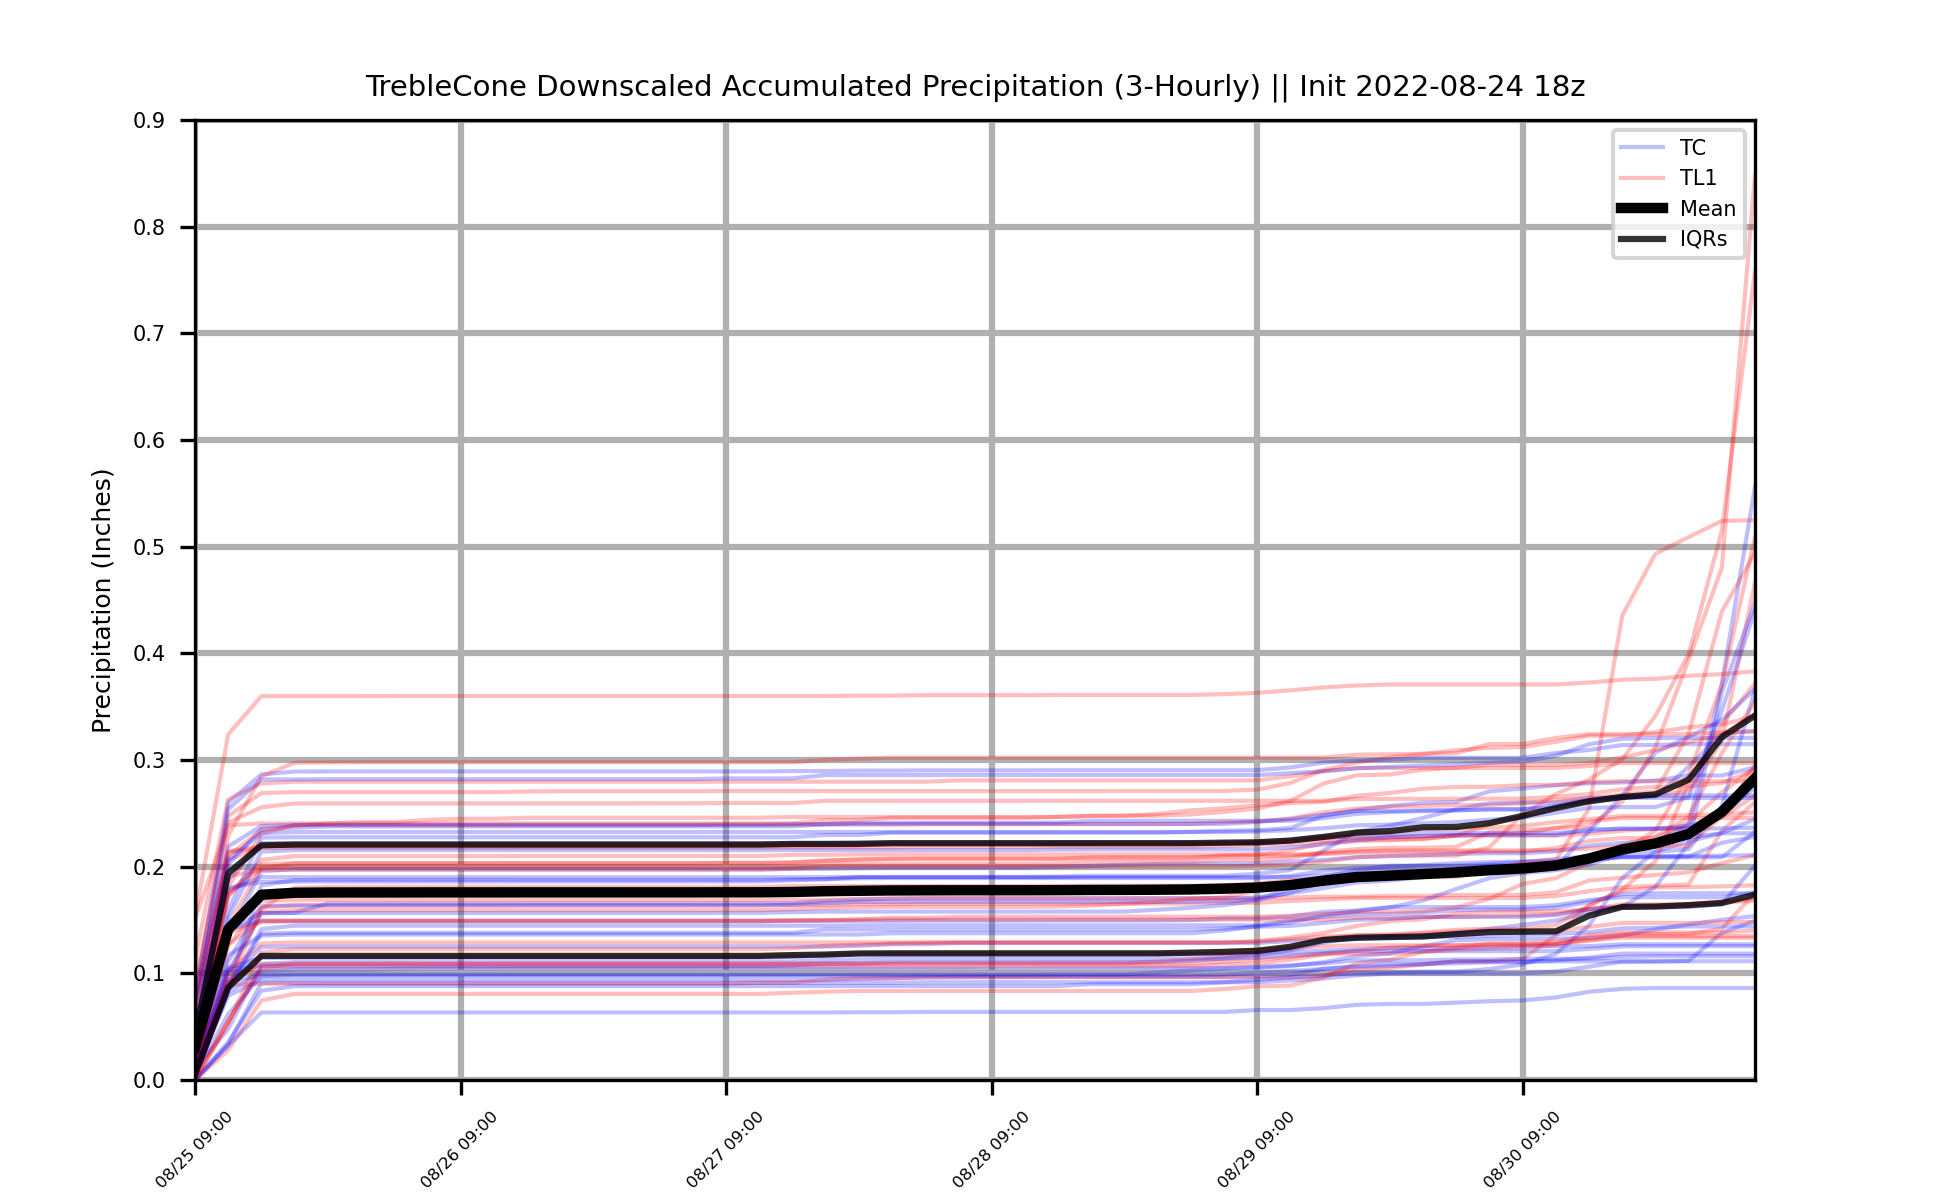 TrebleCone Downscaled Accumulated Precipitation (3-Hourly) || Init 2022-08-24 18z
Precipitation (Inches)
0.9
0.8
0.7
0.6
0.5
0.4
0.3
0.2
0.1
0.0
TC
TL1
Mean
IQRs
08/25 09:00
08/26 09:00
08/27 09:00
08/28 09:00
08/29 09:00
08/30 09:00